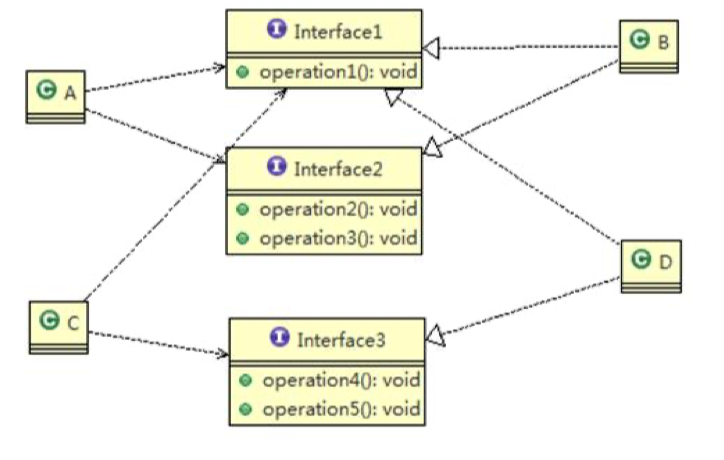 I Interface1
operation1(): void
C B
C A
I Interface2
operation2(): void
operation3(): void
C D
C C
I Interface3
operation4(): void
operation5(): void